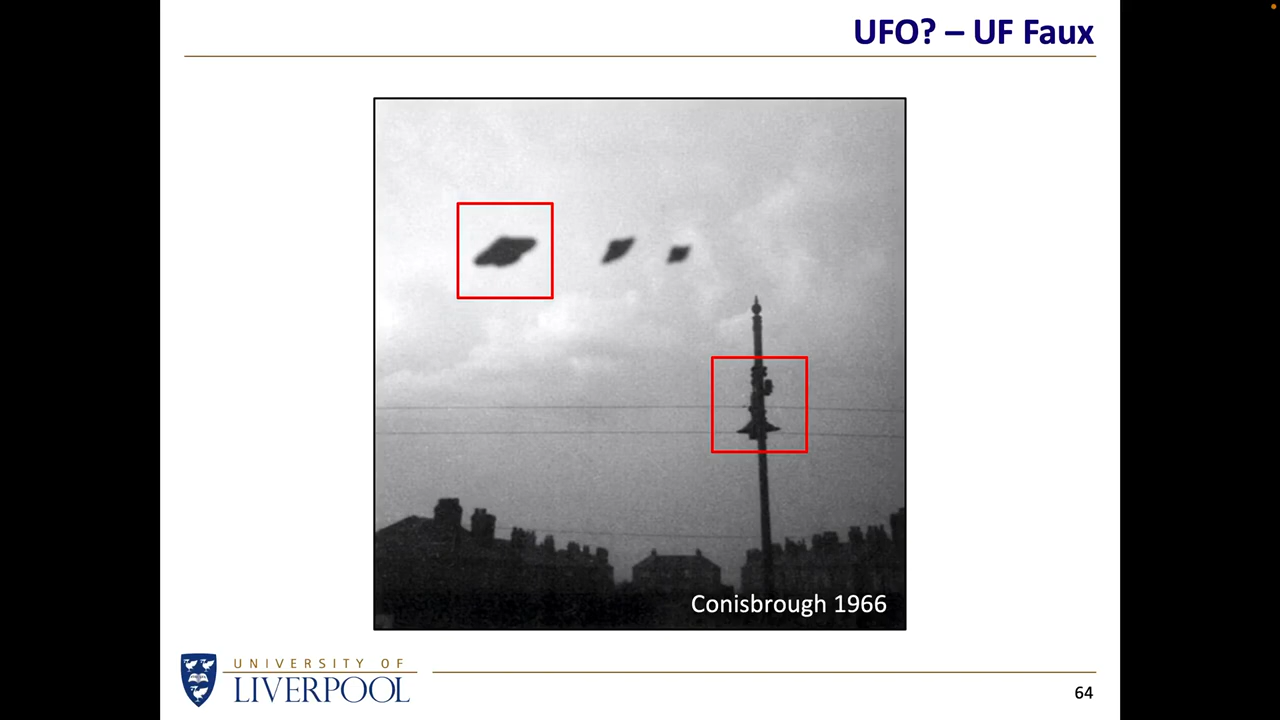 UFO? – UF Faux
Conisbrough 1966
UNIVERSITY OF
LIVERPOOL
64